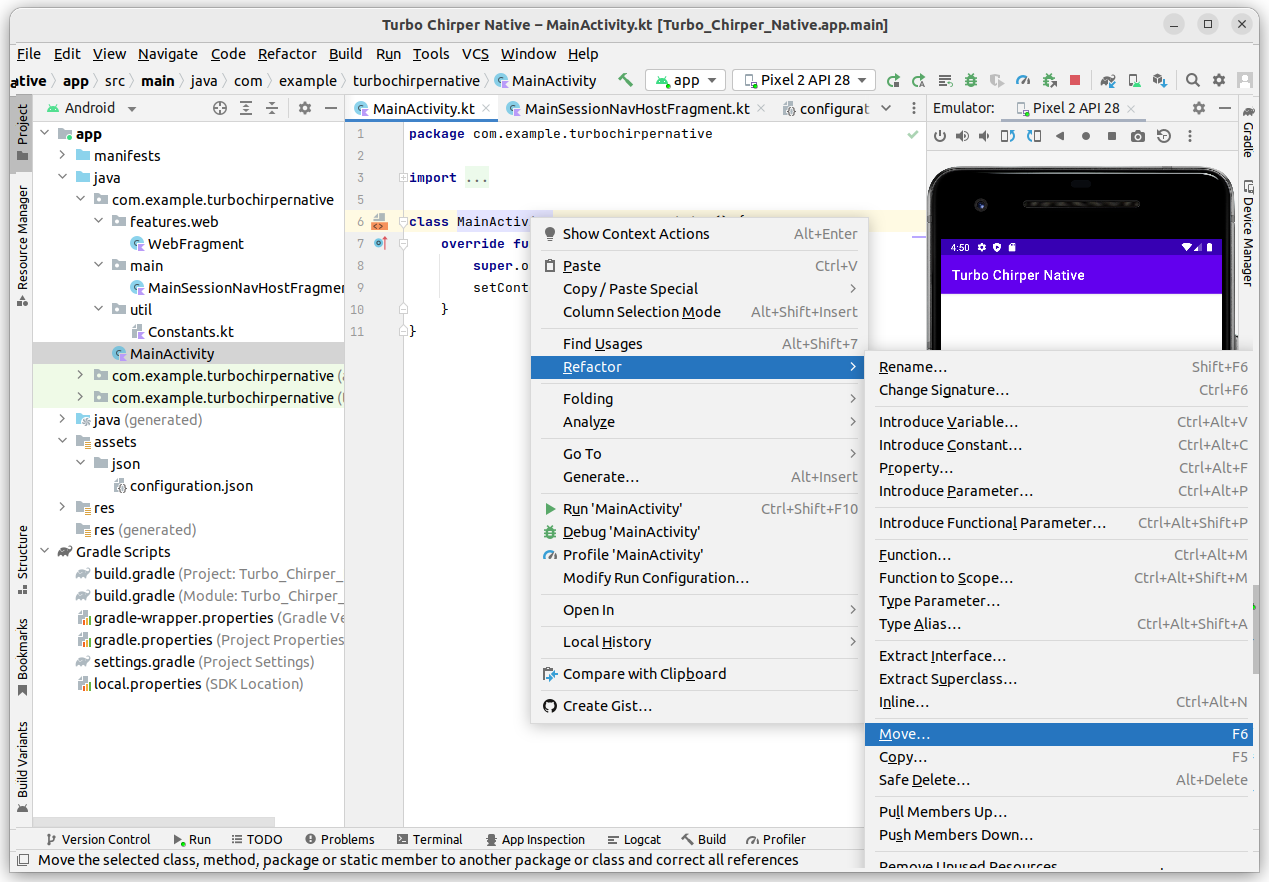 Turbo Chirper Native – MainActivity.kt [Turbo_Chirper_Native.app.main]
File Edit View Navigate Code Refactor Build Run Tools VCS Window Help
ative app src main java com example turbochirpernative MainActivity app Pixel 2 API 28
Android
MainActivity.kt MainSessionNavHostFragment.kt configurat
Emulator: Pixel 2 API 28
Project
Resource Manager
Structure
Bookmarks
Build Variants
app
manifests
java
com.example.turbochirpernative
features.web
WebFragment
main
MainSessionNavHostFragmer
util
Constants.kt
MainActivity
com.example.turbochirpernative (
com.example.turbochirpernative (
java (generated)
assets
json
configuration.json
res
res (generated)
Gradle Scripts
build.gradle (Project: Turbo_Chirper_
build.gradle (Module: Turbo_Chirper_
gradle-wrapper.properties (Gradle Ve
gradle.properties (Project Properties
settings.gradle (Project Settings)
local.properties (SDK Location)
1 package com.example.turbochirpernative
2
3 import ...
5
6 class MainActiv
7 override fu
8 super.o
9 setCont
10 }
11 }
Show Context Actions Alt+Enter
Paste Ctrl+V
Copy / Paste Special
Column Selection Mode Alt+Shift+Insert
Find Usages Alt+Shift+7
Refactor
Folding
Analyze
Go To
Generate... Alt+Insert
Run 'MainActivity' Ctrl+Shift+F10
Debug 'MainActivity'
Profile 'MainActivity'
Modify Run Configuration...
Open In
Local History
Compare with Clipboard
Create Gist...
Rename... Shift+F6
Change Signature... Ctrl+F6
Introduce Variable... Ctrl+Alt+V
Introduce Constant... Ctrl+Alt+C
Property... Ctrl+Alt+F
Introduce Parameter... Ctrl+Alt+P
Introduce Functional Parameter... Ctrl+Alt+Shift+P
Function... Ctrl+Alt+M
Function to Scope... Ctrl+Alt+Shift+M
Type Parameter...
Type Alias... Ctrl+Alt+Shift+A
Extract Interface...
Extract Superclass...
Inline... Ctrl+Alt+N
Move... F6
Copy... F5
Safe Delete... Alt+Delete
Pull Members Up...
Push Members Down...
Remove Unused Resources
4:50
Turbo Chirper Native
Gradle
Device Manager
Version Control Run TODO Problems Terminal App Inspection Logcat Build Profiler
Move the selected class, method, package or static member to another package or class and correct all references